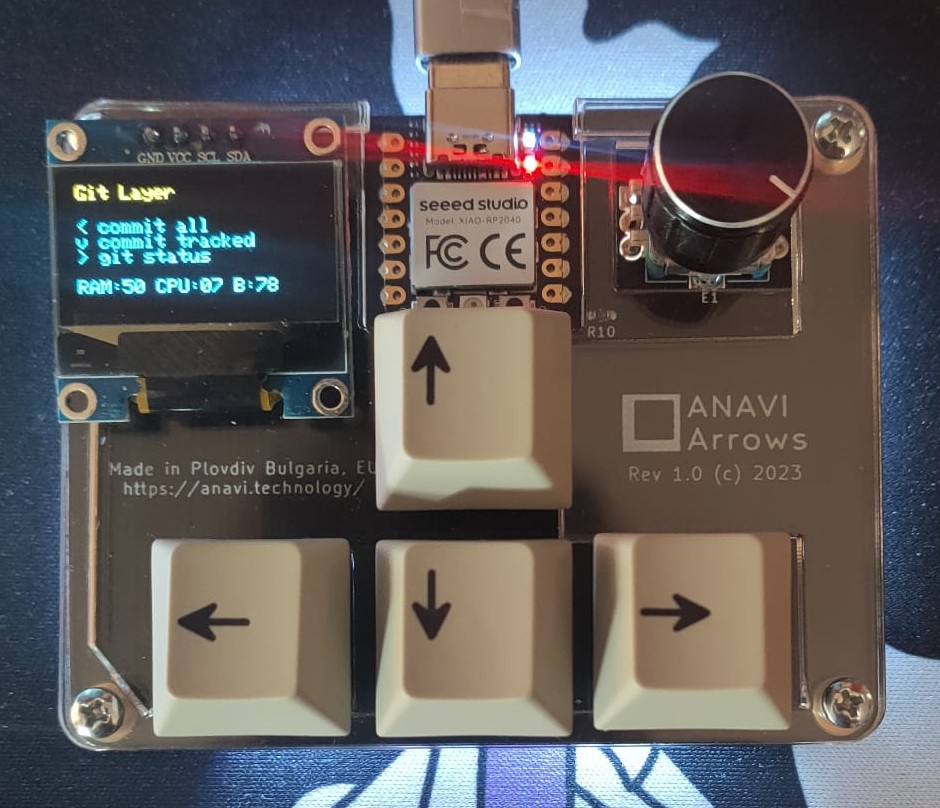 GND VCC SCL SDA
Git Layer
< commit all
v commit tracked
> git status
RAM:50 CPU:07 B:78
seeed studio
Model: XIAO-RP2040
FC CE
E1
R10
ANAVI
Arrows
Rev 1.0 (c) 2023
Made in Plovdiv Bulgaria, EU
https://anavi.technology/